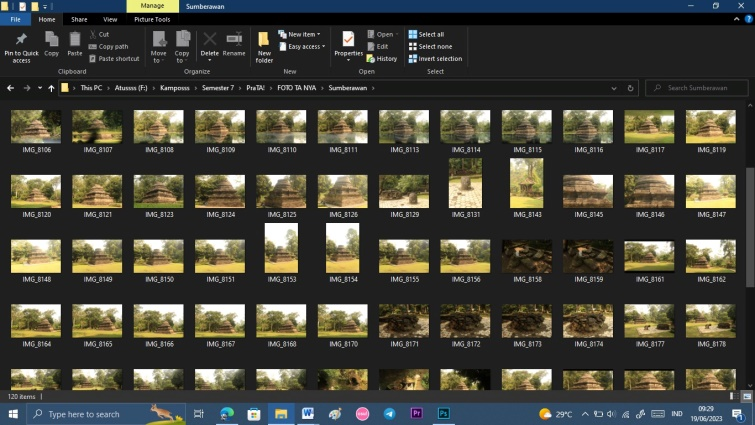 Manage
Sumberawan
File
Home
Share
View
Picture Tools
Pin to Quick access
Copy
Paste
Cut
Copy path
Paste shortcut
Clipboard
Move to
Copy to
Delete
Rename
Organize
New folder
New item
Easy access
New
Properties
Open
Edit
History
Open
Select all
Select none
Invert selection
Select
This PC > Atussss (F:) > Kamposss > Semester 7 > PraTA! > FOTO TA NYA > Sumberawan >
Search Sumberawan
IMG_8106 IMG_8107 IMG_8108 IMG_8109 IMG_8110 IMG_8111 IMG_8113 IMG_8114 IMG_8115 IMG_8116 IMG_8117 IMG_8119
IMG_8120 IMG_8121 IMG_8123 IMG_8124 IMG_8125 IMG_8126 IMG_8129 IMG_8131 IMG_8143 IMG_8145 IMG_8146 IMG_8147
IMG_8148 IMG_8149 IMG_8150 IMG_8151 IMG_8153 IMG_8154 IMG_8155 IMG_8156 IMG_8158 IMG_8159 IMG_8161 IMG_8162
IMG_8164 IMG_8165 IMG_8166 IMG_8167 IMG_8168 IMG_8170 IMG_8171 IMG_8172 IMG_8173 IMG_8174 IMG_8177 IMG_8178
120 items
Type here to search
W
Pr
Ps
29°C
IND
09:29
19/06/2023